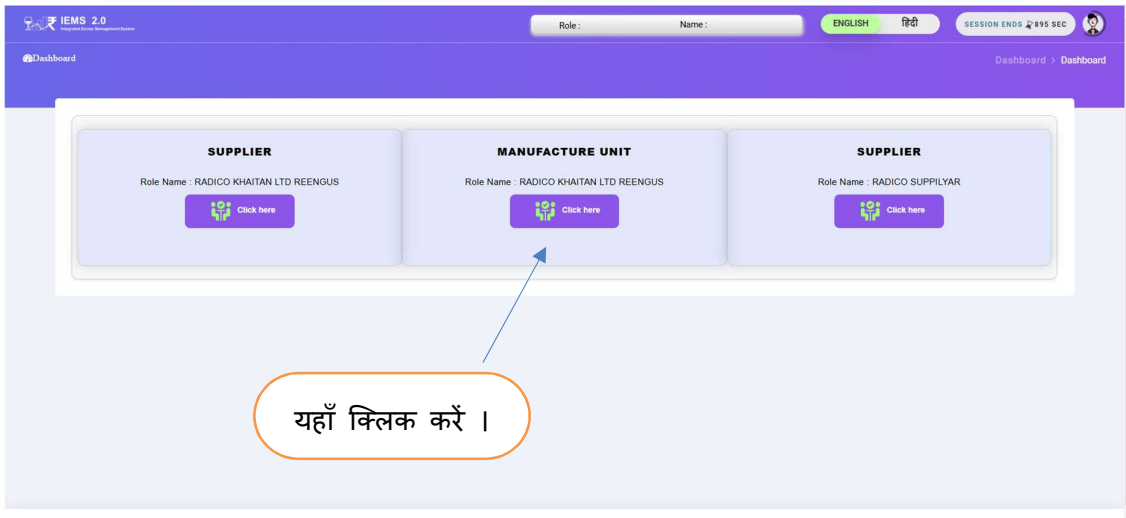 IEMS 2.0
Integrated Excise Management System
Role :
Name :
ENGLISH
हिंदी
SESSION ENDS 895 SEC
Dashboard
Dashboard > Dashboard
SUPPLIER
Role Name : RADICO KHAITAN LTD REENGUS
Click here
MANUFACTURE UNIT
Role Name : RADICO KHAITAN LTD REENGUS
Click here
SUPPLIER
Role Name : RADICO SUPPILYAR
Click here
यहाँ क्लिक करें ।